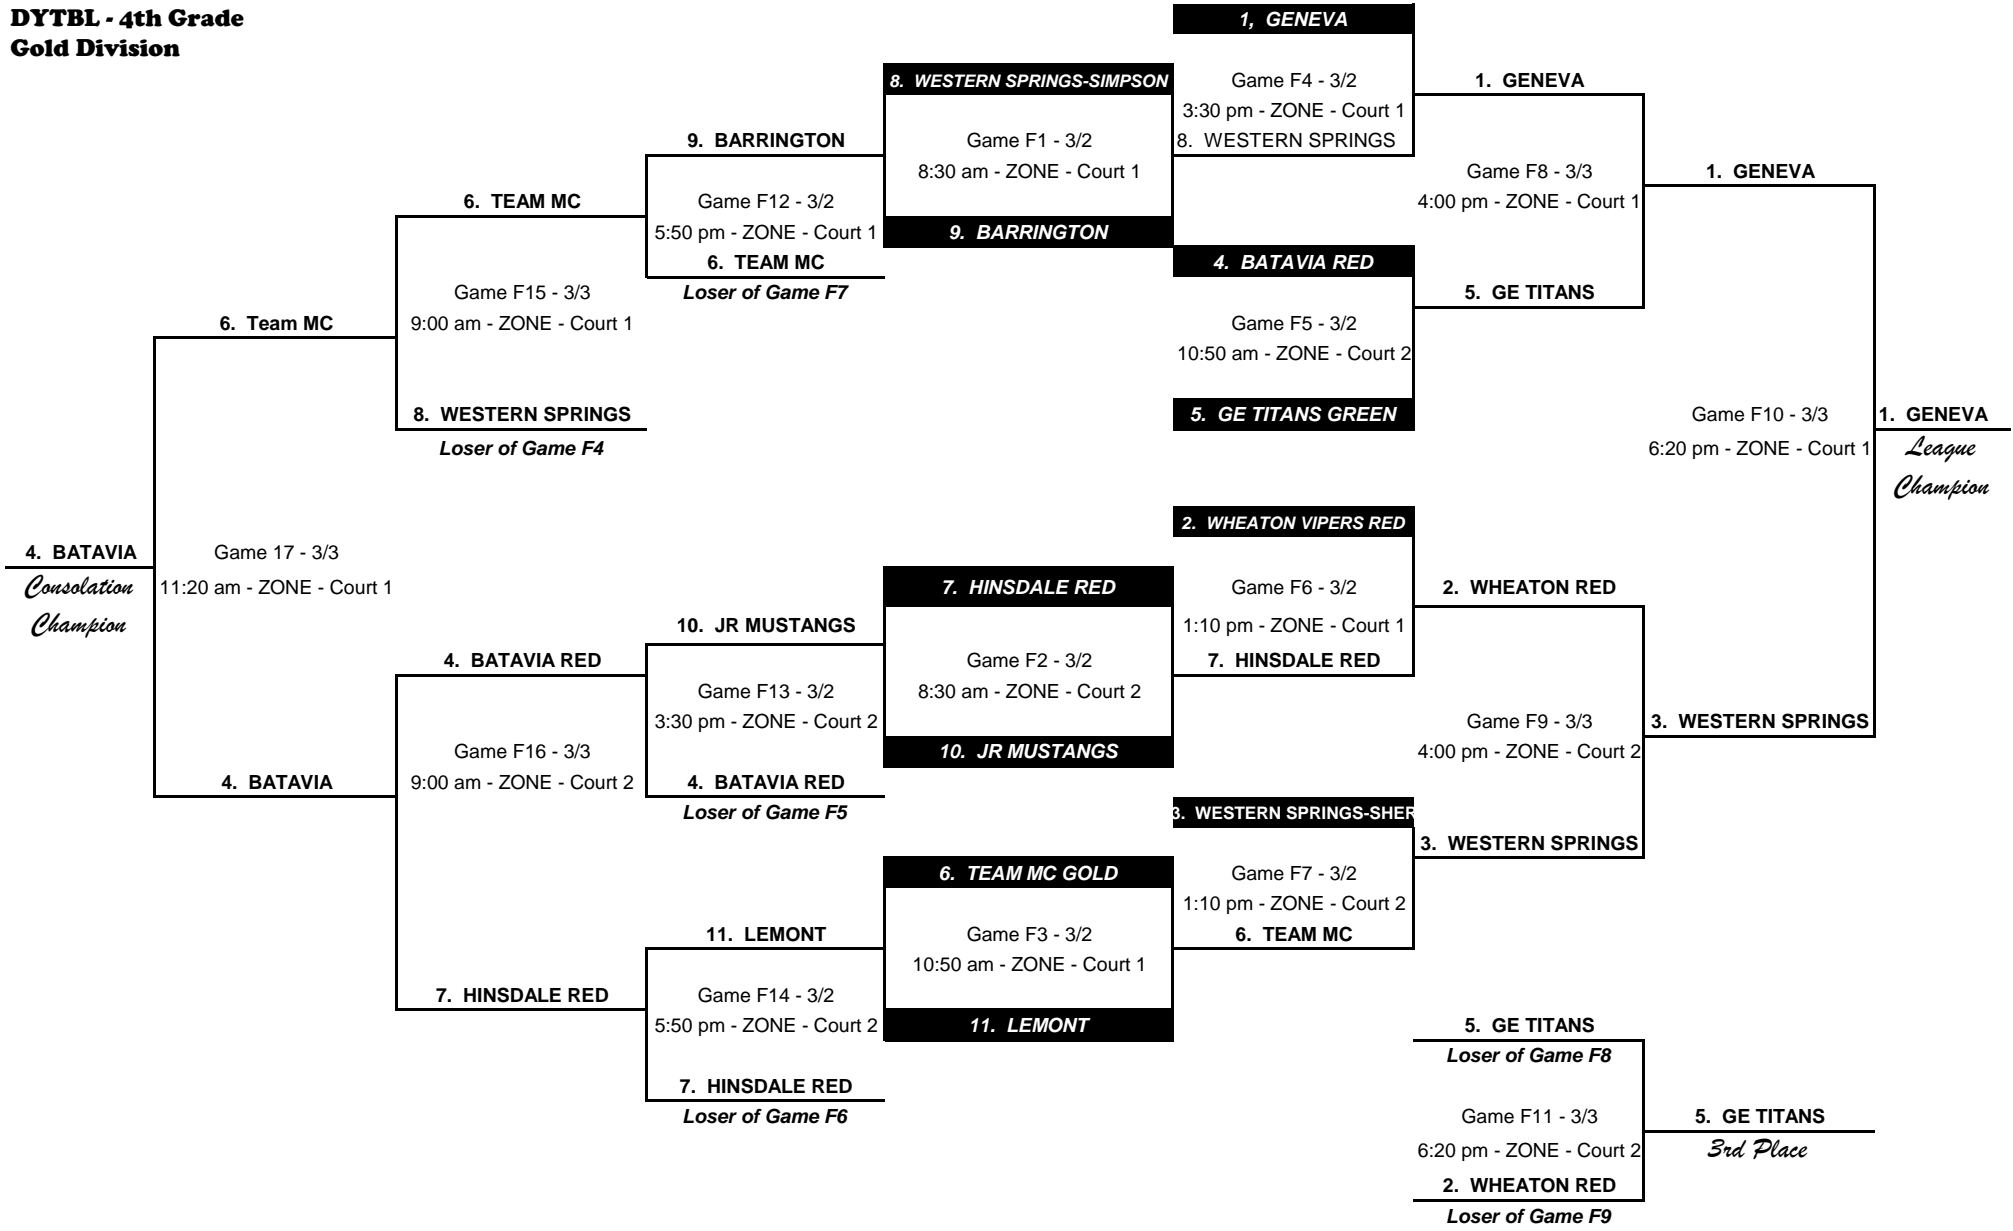 DYTBL - 4th Grade
Gold Division
1, GENEVA
8. WESTERN SPRINGS-SIMPSON
Game F4 - 3/2
3:30 pm - ZONE - Court 1
8. WESTERN SPRINGS
1. GENEVA
9. BARRINGTON
Game F1 - 3/2
8:30 am - ZONE - Court 1
9. BARRINGTON
Game F8 - 3/3
4:00 pm - ZONE - Court 1
1. GENEVA
6. TEAM MC
Game F12 - 3/2
5:50 pm - ZONE - Court 1
6. TEAM MC
Loser of Game F7
4. BATAVIA RED
Game F5 - 3/2
10:50 am - ZONE - Court 2
5. GE TITANS GREEN
5. GE TITANS
6. Team MC
Game F15 - 3/3
9:00 am - ZONE - Court 1
8. WESTERN SPRINGS
Loser of Game F4
Game F10 - 3/3
6:20 pm - ZONE - Court 1
1. GENEVA
League
Champion
4. BATAVIA
Consolation
Champion
Game 17 - 3/3
11:20 am - ZONE - Court 1
2. WHEATON VIPERS RED
Game F6 - 3/2
1:10 pm - ZONE - Court 1
7. HINSDALE RED
2. WHEATON RED
7. HINSDALE RED
Game F2 - 3/2
8:30 am - ZONE - Court 2
10. JR MUSTANGS
10. JR MUSTANGS
4. BATAVIA RED
Game F13 - 3/2
3:30 pm - ZONE - Court 2
4. BATAVIA RED
Loser of Game F5
Game F9 - 3/3
4:00 pm - ZONE - Court 2
3. WESTERN SPRINGS
4. BATAVIA
Game F16 - 3/3
9:00 am - ZONE - Court 2
3. WESTERN SPRINGS-SHER
3. WESTERN SPRINGS
Game F7 - 3/2
1:10 pm - ZONE - Court 2
6. TEAM MC
6. TEAM MC GOLD
Game F3 - 3/2
10:50 am - ZONE - Court 1
11. LEMONT
11. LEMONT
7. HINSDALE RED
Game F14 - 3/2
5:50 pm - ZONE - Court 2
7. HINSDALE RED
Loser of Game F6
5. GE TITANS
Loser of Game F8
Game F11 - 3/3
6:20 pm - ZONE - Court 2
2. WHEATON RED
Loser of Game F9
5. GE TITANS
3rd Place